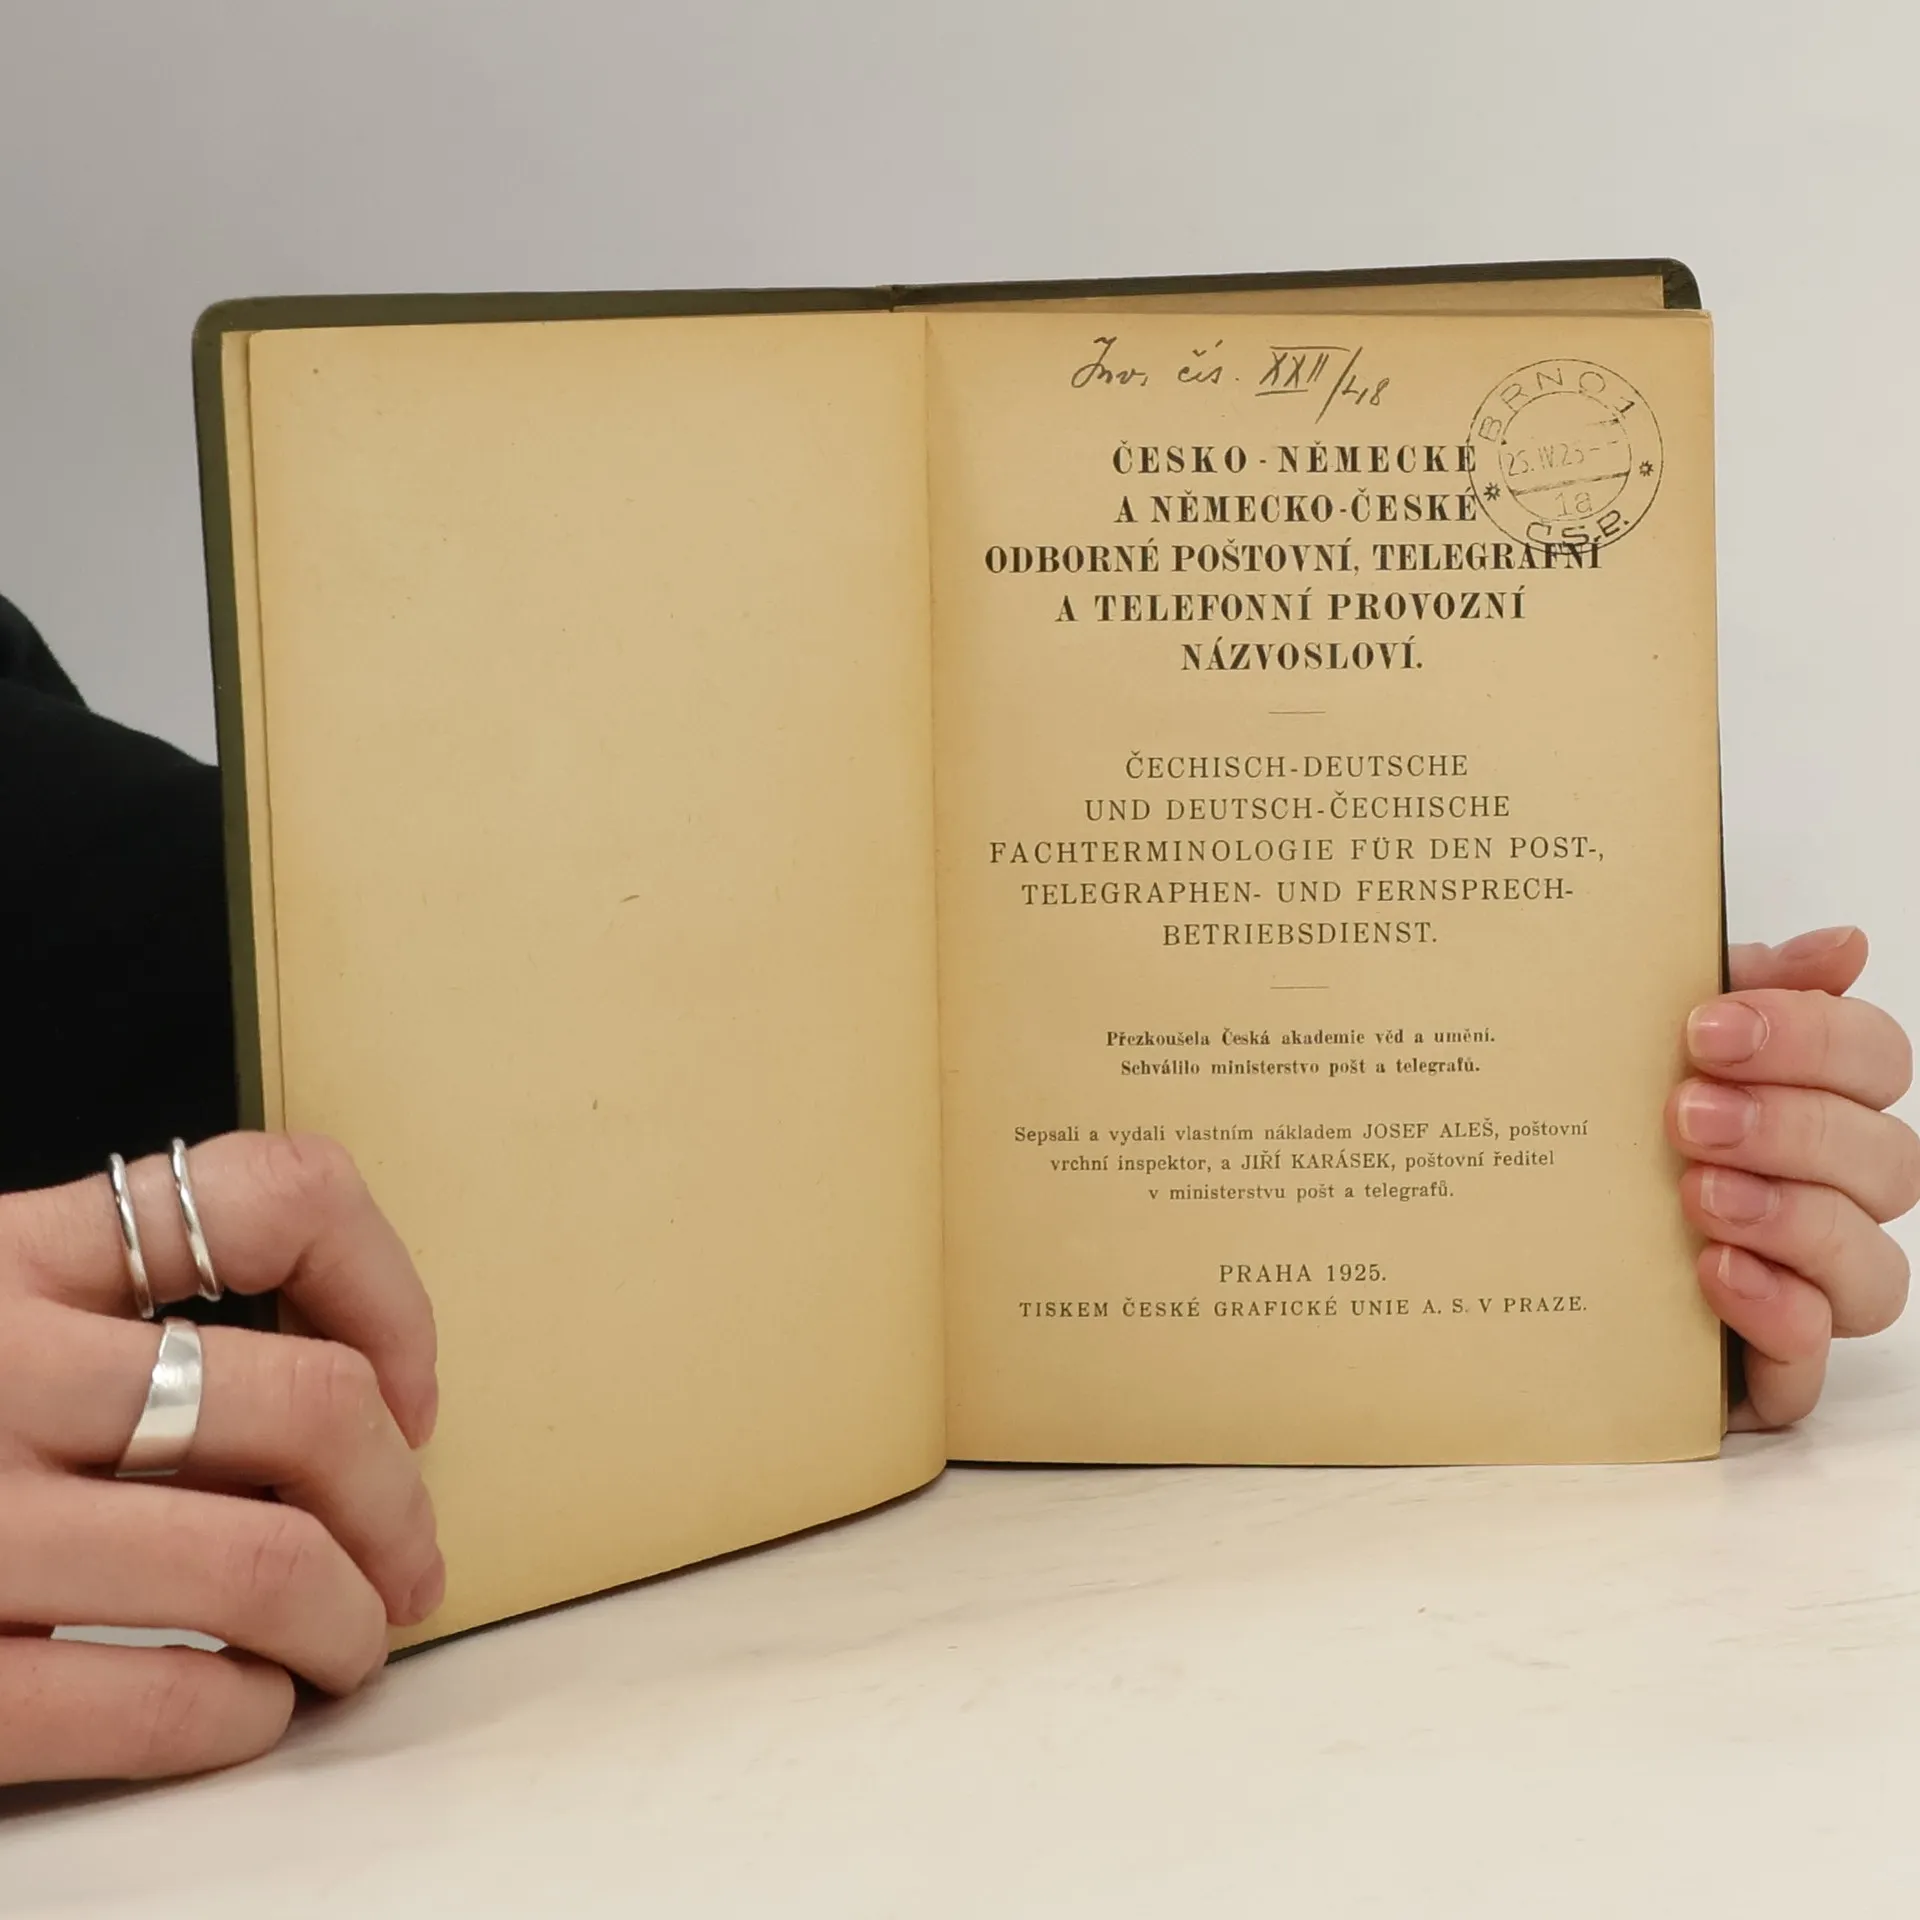 Inv. čís. XXII/48
BRNO 1
25.IV.25
1a
Č.S.P.
ČESKO-NĚMECKÉ
A NĚMECKO-ČESKÉ
ODBORNÉ POŠTOVNÍ, TELEGRAFNÍ
A TELEFONNÍ PROVOZNÍ
NÁZVOSLOVÍ.
ČECHISCH-DEUTSCHE
UND DEUTSCH-ČECHISCHE
FACHTERMINOLOGIE FÜR DEN POST-,
TELEGRAPHEN- UND FERNSPRECH-
BETRIEBSDIENST.
Přezkoušela Česká akademie věd a umění.
Schválilo ministerstvo pošt a telegrafů.
Sepsali a vydali vlastním nákladem JOSEF ALEŠ, poštovní
vrchní inspektor, a JIŘÍ KARÁSEK, poštovní ředitel
v ministerstvu pošt a telegrafů.
PRAHA 1925.
TISKEM ČESKÉ GRAFICKÉ UNIE A. S. V PRAZE.